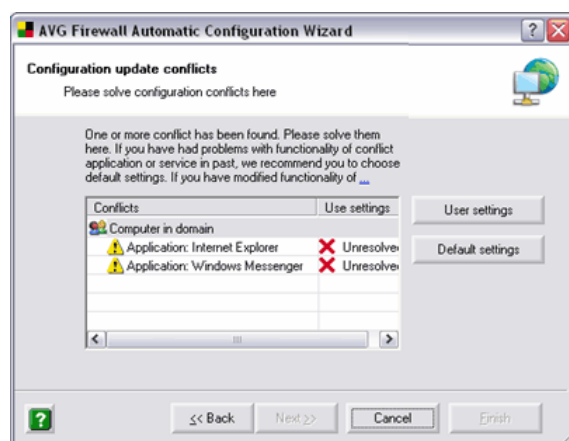 AVG Firewall Automatic Configuration Wizard
Configuration update conflicts
Please solve configuration conflicts here
One or more conflict has been found. Please solve them
here. If you have had problems with functionality of conflict
application or service in past, we recommend you to choose
default settings. If you have modified functionality of ...
Conflicts Use settings
Computer in domain
Application: Internet Explorer Unresolve
Application: Windows Messenger Unresolve
User settings
Default settings
<< Back Next >> Cancel Finish